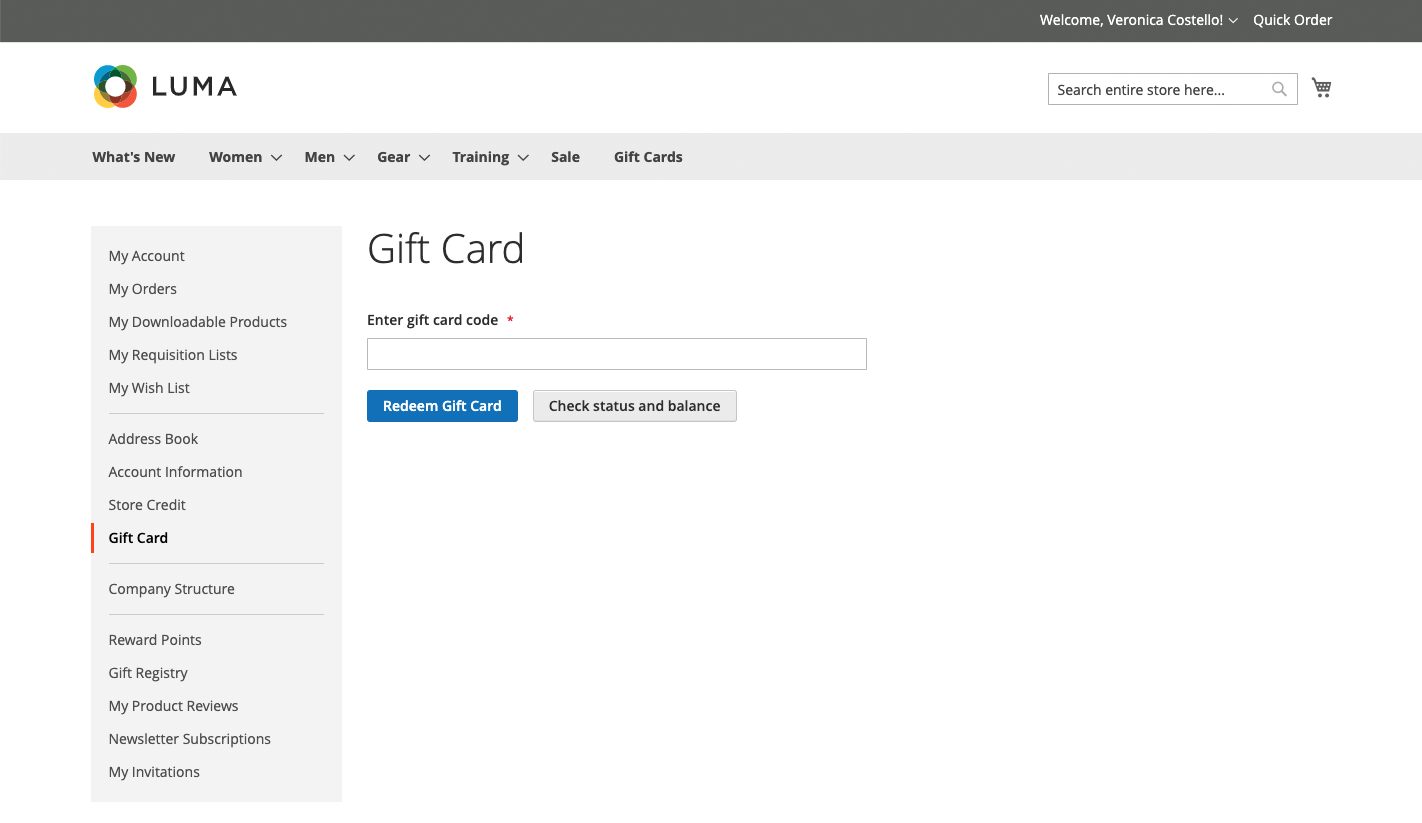 Welcome, Veronica Costello! Quick Order
LUMA
Search entire store here...
What's New Women Men Gear Training Sale Gift Cards
My Account
My Orders
My Downloadable Products
My Requisition Lists
My Wish List
Address Book
Account Information
Store Credit
Gift Card
Company Structure
Reward Points
Gift Registry
My Product Reviews
Newsletter Subscriptions
My Invitations
Gift Card
Enter gift card code *
Redeem Gift Card Check status and balance